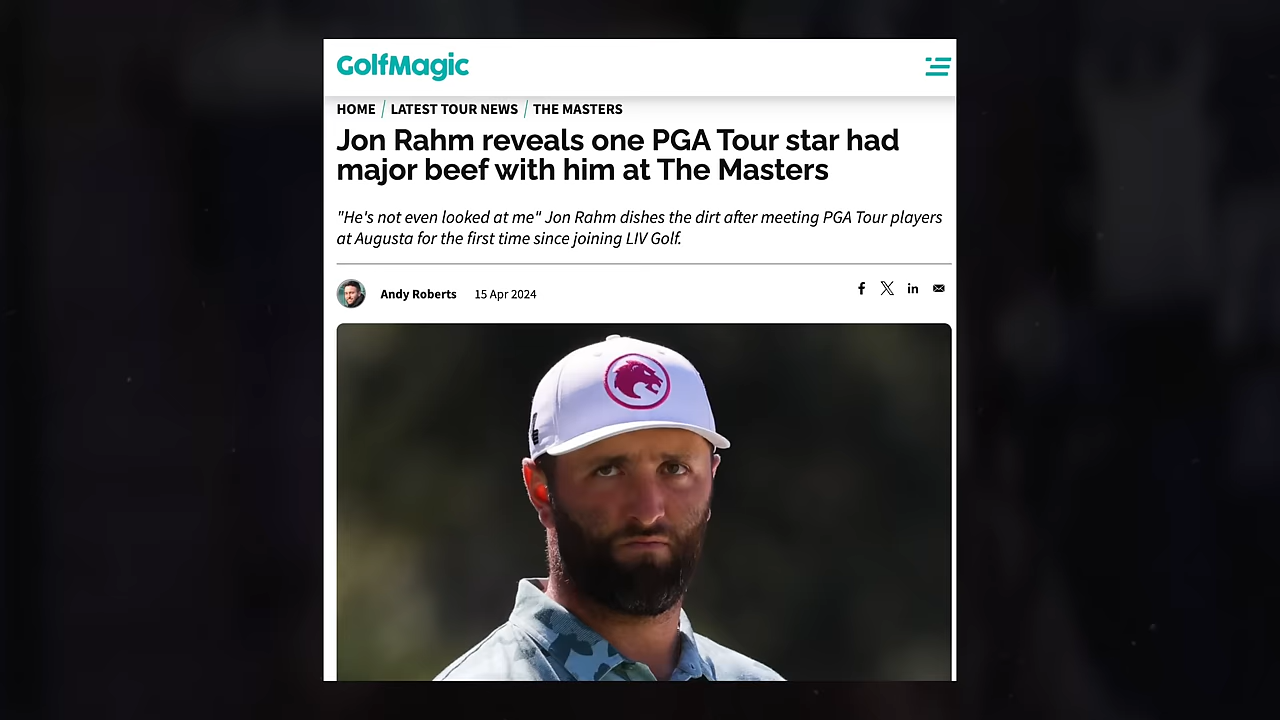 GolfMagic
HOME / LATEST TOUR NEWS / THE MASTERS
Jon Rahm reveals one PGA Tour star had
major beef with him at The Masters
"He's not even looked at me" Jon Rahm dishes the dirt after meeting PGA Tour players
at Augusta for the first time since joining LIV Golf.
Andy Roberts 15 Apr 2024